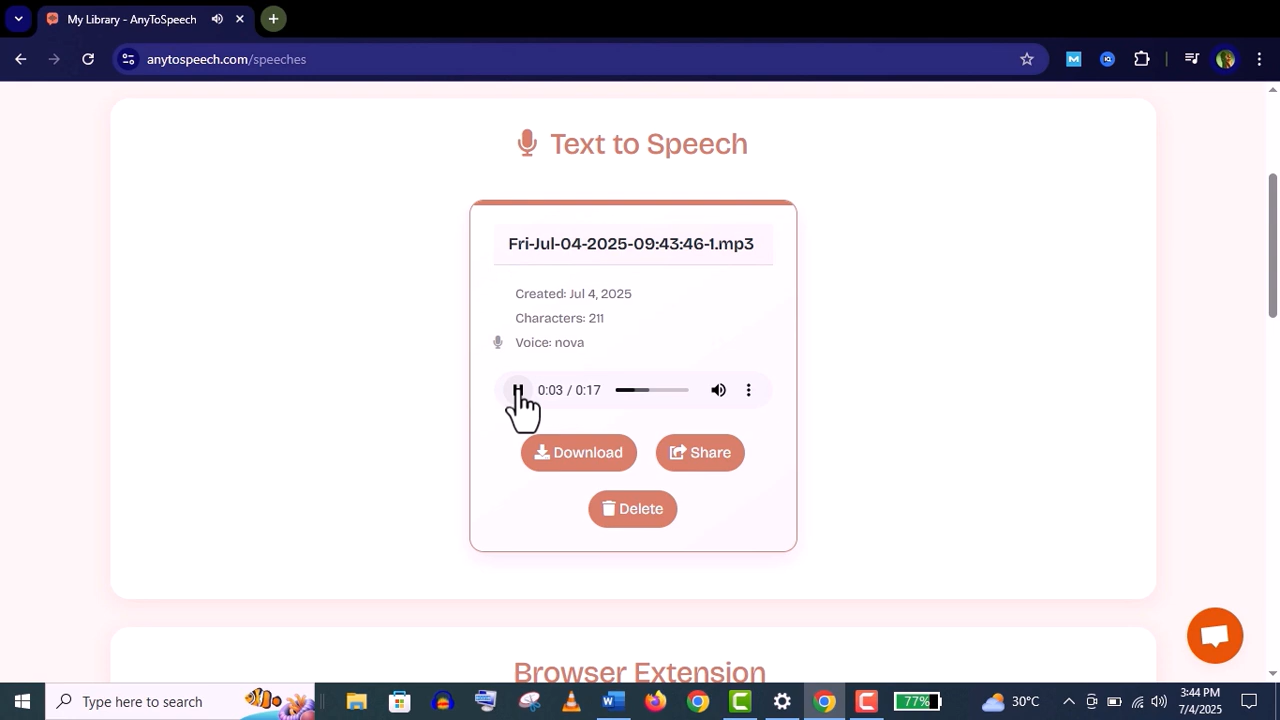 My Library - AnyToSpeech
anytospeech.com/speeches
Text to Speech
Fri-Jul-04-2025-09:43:46-1.mp3
Created: Jul 4, 2025
Characters: 211
Voice: nova
0:03 / 0:17
Download
Share
Delete
Browser Extension
Type here to search
77%
30°C
3:44 PM
7/4/2025